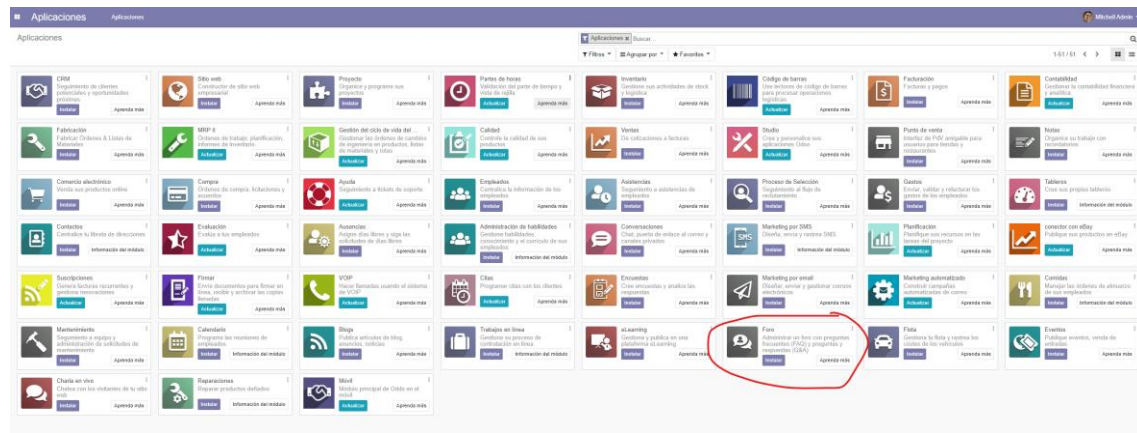 Aplicaciones Aplicaciones Mitchell Admin
Aplicaciones
Aplicaciones x Buscar...
Filtros Agrupar por Favoritos 1-51 / 51
CRM
Seguimiento de clientes
potenciales y oportunidades
próximas
Instalar Aprenda más
Sitio web
Constructor de sitio web
empresarial
Instalar Aprenda más
Proyecto
Organice y programe sus
proyectos
Instalar Aprenda más
Partes de horas
Validación del parte de tiempo y
vista de rejilla
Actualizar Aprenda más
Inventario
Gestione sus actividades de stock
y logística
Instalar Aprenda más
Código de barras
Use lectores de código de barras
para procesar operaciones
logísticas
Actualizar Aprenda más
Facturación
Facturas y pagos
Instalar Aprenda más
Contabilidad
Gestionar la contabilidad financiera
y analítica
Actualizar Aprenda más
Fabricación
Fabricar Órdenes & Listas de
Materiales
Instalar Aprenda más
MRP II
Órdenes de trabajo, planificación,
informes de inventario.
Actualizar Aprenda más
Gestión del ciclo de vida del ...
Gestionar las órdenes de cambios
de ingeniería en productos, listas
de materiales y rutas
Actualizar Aprenda más
Calidad
Controle la calidad de sus
productos
Actualizar Aprenda más
Ventas
De cotizaciones a facturas
Instalar Aprenda más
Studio
Crea y personaliza sus
aplicaciones Odoo
Actualizar Aprenda más
Punto de venta
Interfaz de PdV amigable para
usuarios para tiendas y
restaurantes
Instalar Aprenda más
Notas
Organice su trabajo con
recordatorios
Instalar Aprenda más
Comercio electrónico
Venda sus productos online
Instalar Aprenda más
Compra
Órdenes de compra, licitaciones y
acuerdos
Instalar Aprenda más
Ayuda
Seguimiento a tickets de soporte
Actualizar Aprenda más
Empleados
Centralice la información de los
empleados
Instalar Aprenda más
Asistencias
Seguimiento a asistencias de
empleados
Instalar Aprenda más
Proceso de Selección
Seguimiento al flujo de
reclutamiento
Instalar Aprenda más
Gastos
Enviar, validar y refacturar los
gastos de los empleados
Instalar Aprenda más
Tableros
Cree sus propios tableros
Instalar Información del módulo
Contactos
Centralice su libreta de direcciones
Instalar Información del módulo
Evaluación
Evalúe a sus empleados
Actualizar Aprenda más
Ausencias
Asigne días libres y siga las
solicitudes de días libres
Instalar Aprenda más
Administración de habilidades
Gestione habilidades,
conocimiento y el currículo de sus
empleados
Instalar Información del módulo
Conversaciones
Chat, puerta de enlace al correo y
canales privados
Instalar Aprenda más
Marketing por SMS
Diseña, envía y rastrea SMS
Instalar Información del módulo
Planificación
Planifique sus recursos en las
tareas del proyecto
Actualizar Aprenda más
conector con eBay
Publique sus productos en eBay
Actualizar Aprenda más
Suscripciones
Genera facturas recurrentes y
gestiona renovaciones
Actualizar Aprenda más
Firmar
Envíe documentos para firmar en
línea, recibir y archivar las copias
llenadas
Actualizar Aprenda más
VOIP
Hacer llamadas usando el sistema
de VOIP
Actualizar Aprenda más
Citas
Programar citas con los clientes
Actualizar Aprenda más
Encuestas
Cree encuestas y analice las
respuestas
Instalar Aprenda más
Marketing por email
Diseñar, enviar y gestionar correos
electrónicos
Instalar Aprenda más
Marketing automatizado
Construir campañas
automatizadas de correo
Actualizar Aprenda más
Comidas
Manejar las órdenes de almuerzo
de sus empleados
Instalar Información del módulo
Mantenimiento
Seguimiento a equipo y
administración de solicitudes de
mantenimiento
Instalar Aprenda más
Calendario
Programa las reuniones de
empleados
Instalar Información del módulo
Blogs
Publica artículos de blog,
anuncios, noticias
Instalar Aprenda más
Trabajos en línea
Gestione su proceso de
contratación en línea
Instalar Información del módulo
eLearning
Gestiona y publica en una
plataforma eLearning
Instalar Aprenda más
Foro
Administrar un foro con preguntas
frecuentes (FAQ) y preguntas y
respuestas (Q&A)
Instalar Aprenda más
Flota
Gestione tu flota y rastrea los
costes de los vehículos
Instalar Aprenda más
Eventos
Publique eventos, venda de
entradas
Instalar Aprenda más
Charla en vivo
Chatea con los visitantes de tu sitio
web
Instalar Aprenda más
Reparaciones
Reparar productos dañados
Instalar Información del módulo
Móvil
Módulo principal de Odoo en el
móvil
Actualizar Aprenda más